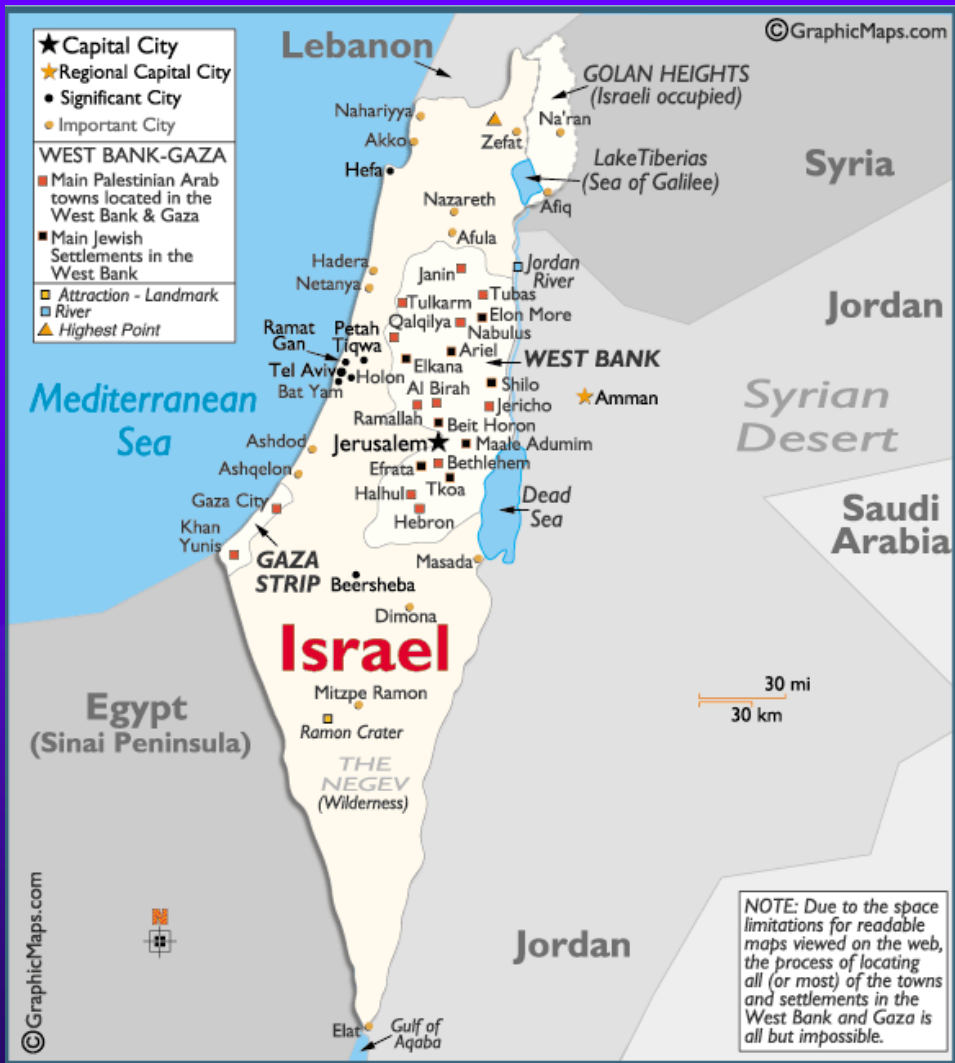 ©GraphicMaps.com
Capital City
Regional Capital City
Significant City
Important City
WEST BANK-GAZA
Main Palestinian Arab
towns located in the
West Bank & Gaza
Main Jewish
Settlements in the
West Bank
Attraction - Landmark
River
Highest Point
Lebanon
GOLAN HEIGHTS
(Israeli occupied)
Nahariyya
Na'ran
Akko
Zefat
Hefa
Lake Tiberias
(Sea of Galilee)
Syria
Nazareth
Afiq
Afula
Hadera
Netanya
Janin
Jordan
River
Tulkarm
Tubas
Jordan
Qalqilya
Elon More
Nabulus
Ramat
Gan
Petah
Tiqwa
Ariel
WEST BANK
Elkana
Tel Aviv
Holon
Bat Yam
Al Birah
Shilo
Amman
Jericho
Mediterranean
Sea
Syrian
Desert
Ramallah
Beit Horon
Ashdod
Jerusalem
Maale Adumim
Ashqelon
Efrata
Bethlehem
Tkoa
Gaza City
Halhul
Dead
Sea
Hebron
Saudi
Arabia
Khan
Yunis
GAZA
STRIP
Masada
Beersheba
Dimona
Israel
Mitzpe Ramon
30 mi
30 km
Egypt
(Sinai Peninsula)
Ramon Crater
THE
NEGEV
(Wilderness)
N
©GraphicMaps.com
Jordan
NOTE: Due to the space
limitations for readable
maps viewed on the web,
the process of locating
all (or most) of the towns
and settlements in the
West Bank and Gaza is
all but impossible.
Elat
Gulf of
Aqaba